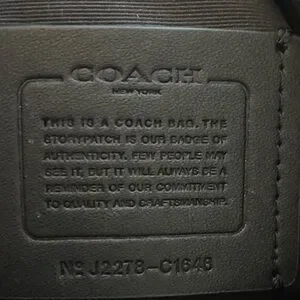 COACH
NEW YORK
THIS IS A COACH BAG. THE
STORYPATCH IS OUR BADGE OF
AUTHENTICITY. FEW PEOPLE MAY
SEE IT, BUT IT WILL ALWAYS BE A
REMINDER OF OUR COMMITMENT
TO QUALITY AND CRAFTSMANSHIP.
Nº J2278-C1648